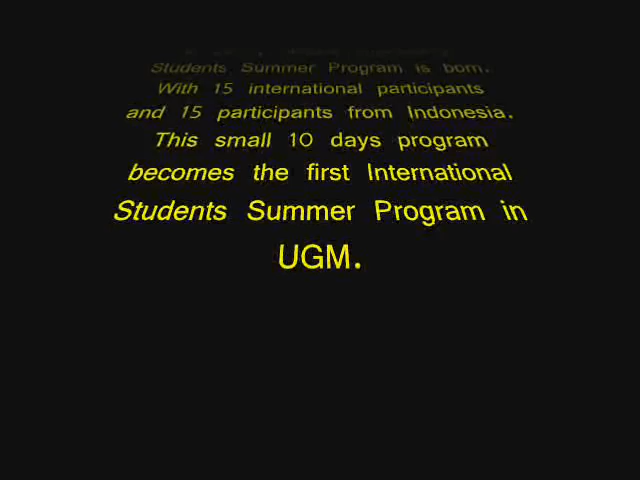 Students Summer Program is born.
With 15 international participants
and 15 participants from Indonesia.
This small 10 days program
becomes the first International
Students Summer Program in
UGM.